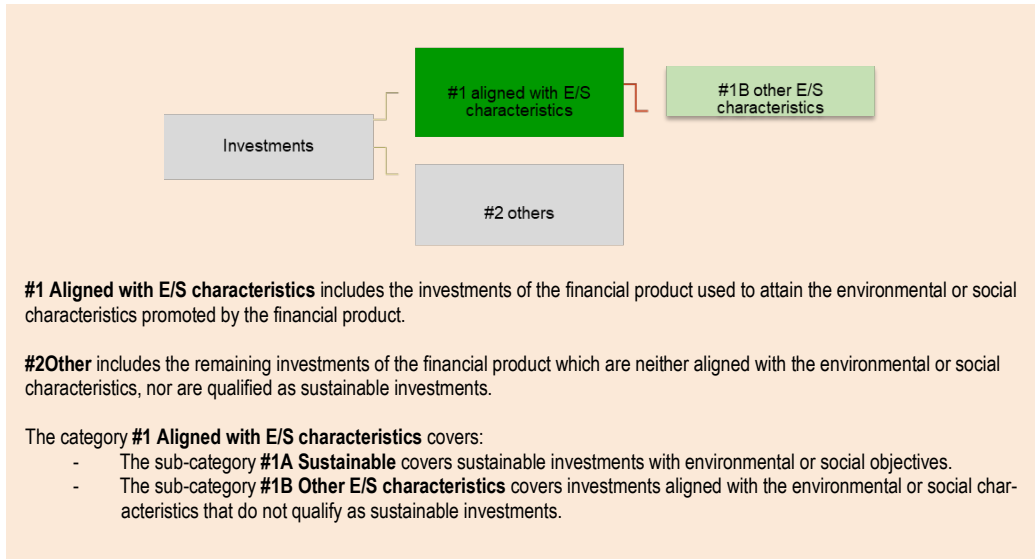 #1 aligned with E/S
characteristics
#1B other E/S
characteristics
Investments
#2 others
#1 Aligned with E/S characteristics includes the investments of the financial product used to attain the environmental or social
characteristics promoted by the financial product.
#2Other includes the remaining investments of the financial product which are neither aligned with the environmental or social
characteristics, nor are qualified as sustainable investments.
The category #1 Aligned with E/S characteristics covers:
- The sub-category #1A Sustainable covers sustainable investments with environmental or social objectives.
- The sub-category #1B Other E/S characteristics covers investments aligned with the environmental or social char-
acteristics that do not qualify as sustainable investments.